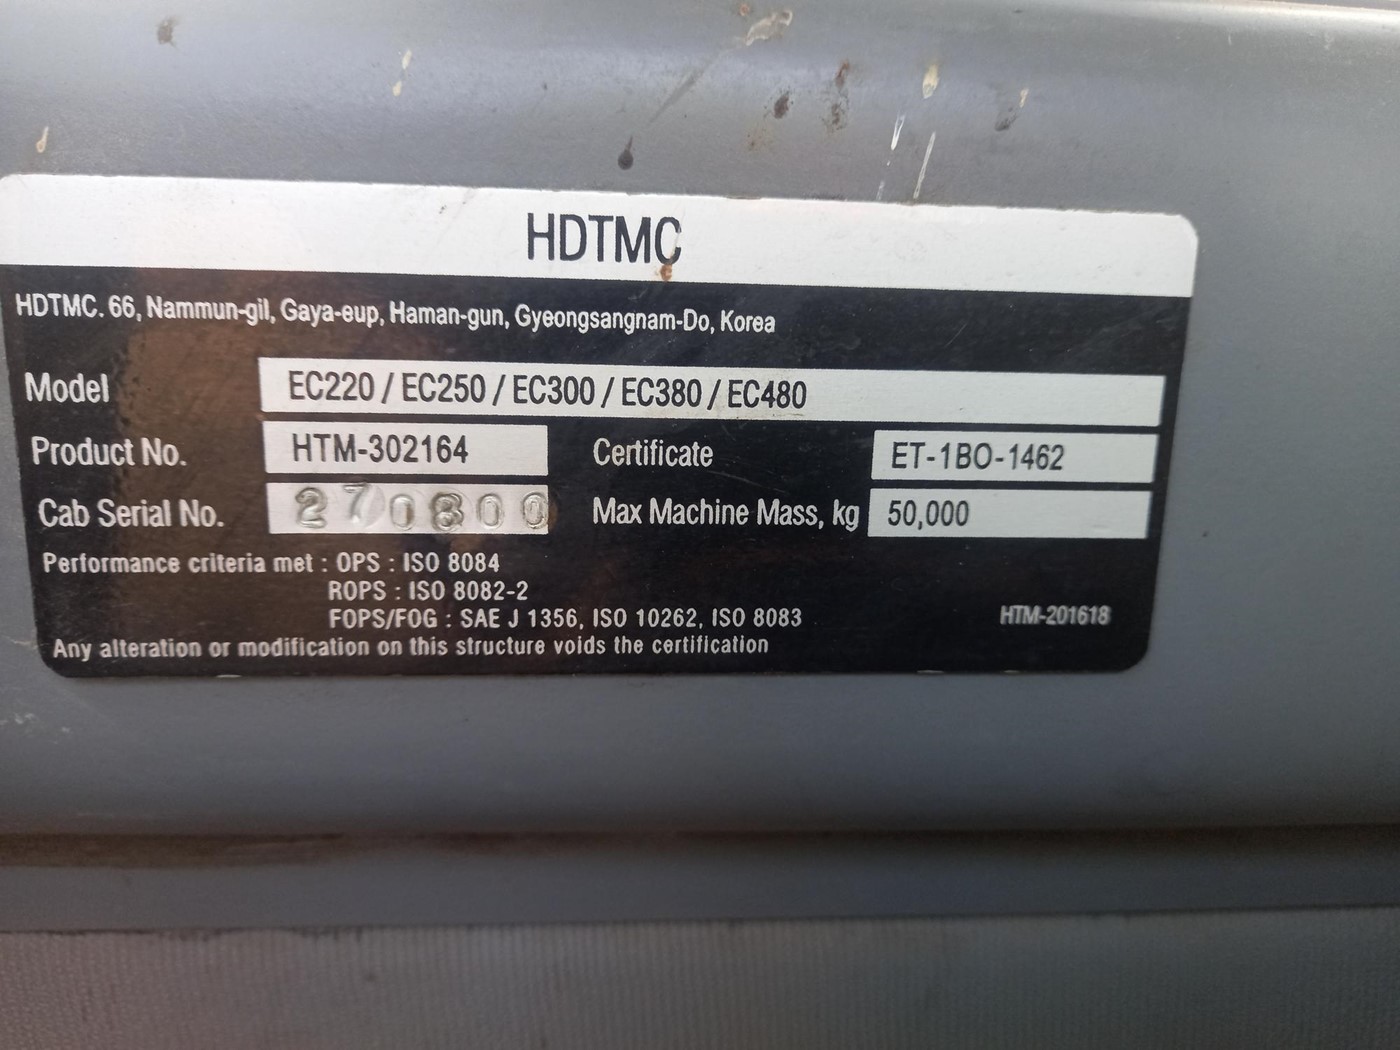 HDTMC
HDTMC. 66, Nammun-gil, Gaya-eup, Haman-gun, Gyeongsangnam-Do, Korea
Model EC220 / EC250 / EC300 / EC380 / EC480
Product No. HTM-302164 Certificate ET-1BO-1462
Cab Serial No. 270800 Max Machine Mass, kg 50,000
Performance criteria met : OPS : ISO 8084
ROPS : ISO 8082-2
FOPS/FOG : SAE J 1356, ISO 10262, ISO 8083 HTM-201618
Any alteration or modification on this structure voids the certification